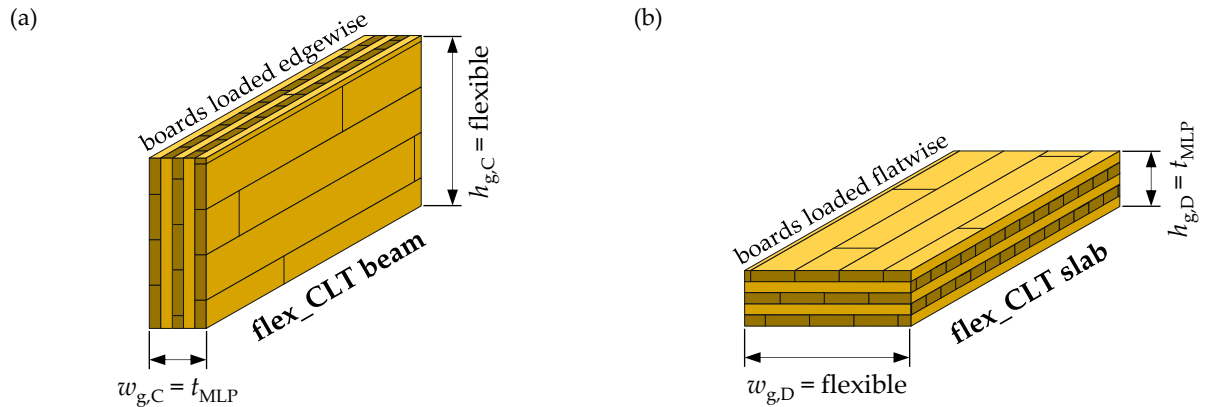 (a)
boards loaded edgewise
h_g,C = flexible
flex_CLT beam
w_g,C = t_MLP
(b)
boards loaded flatwise
h_g,D = t_MLP
flex_CLT slab
w_g,D = flexible